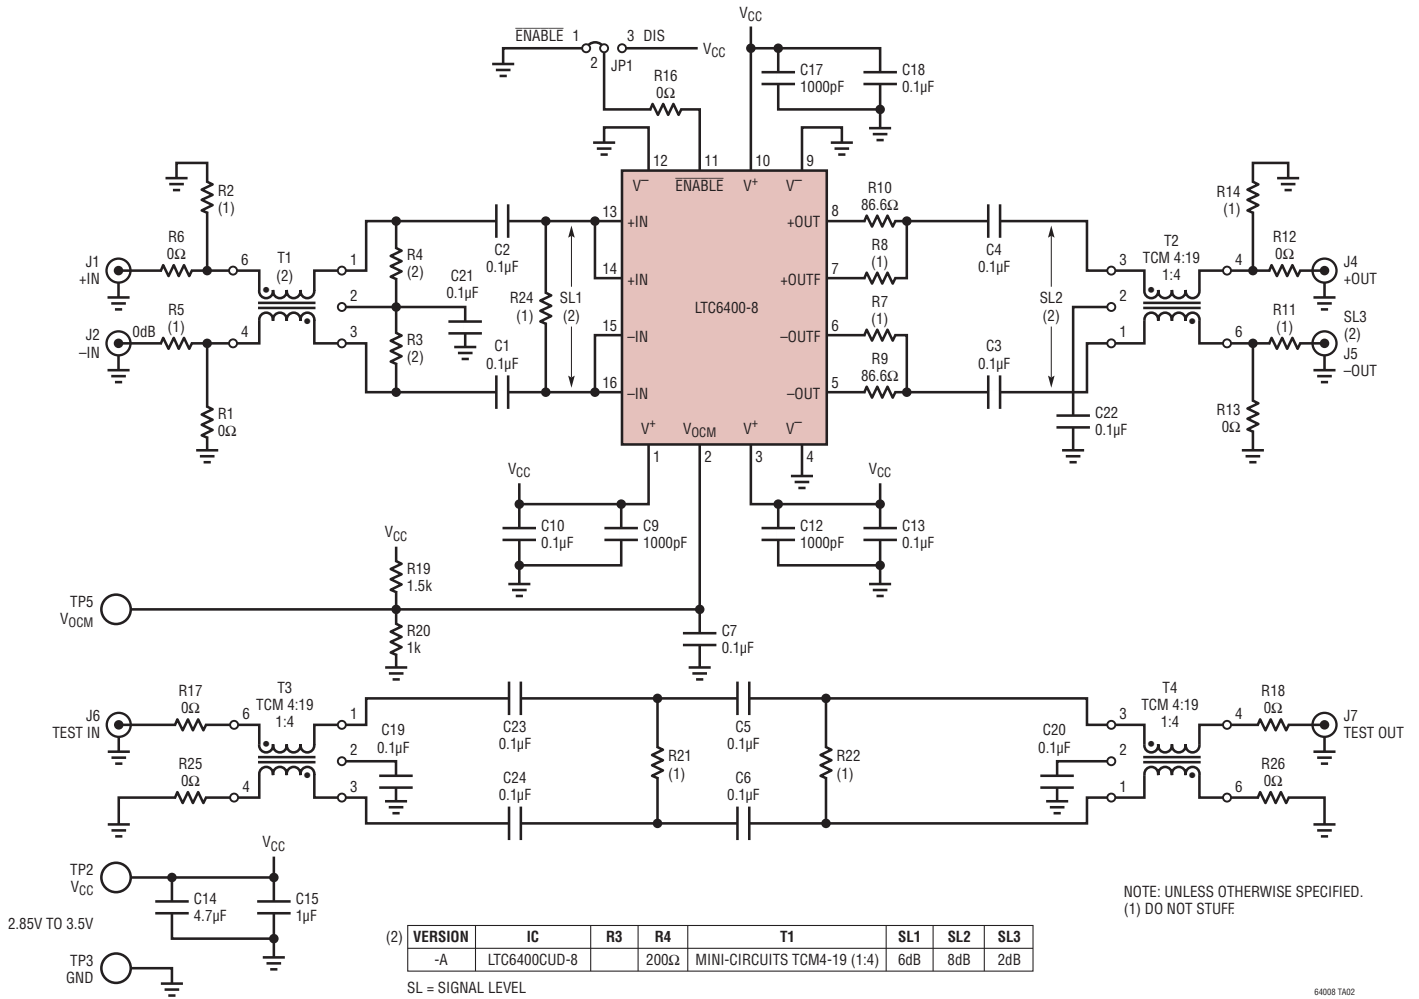 VCC
ENABLE 1
3 DIS
VCC
2 JP1
R16
0Ω
C17
1000pF
C18
0.1µF
12
11
10
9
V–
ENABLE
V+
V–
R2
(1)
R6
0Ω
J1
+IN
6
T1
(2)
1
R4
(2)
C2
0.1µF
13
+IN
14
+IN
C21
0.1µF
2
R24
(1)
SL1
(2)
LTC6400-8
J2
–IN
0dB
R5
(1)
4
3
R3
(2)
C1
0.1µF
15
–IN
16
–IN
R1
0Ω
+OUT
8
R10
86.6Ω
R8
(1)
+OUTF
7
R7
(1)
–OUTF
6
R9
86.6Ω
–OUT
5
C4
0.1µF
SL2
(2)
C3
0.1µF
C22
0.1µF
3
T2
TCM 4:19
1:4
4
2
1
6
R14
(1)
R12
0Ω
J4
+OUT
R11
(1)
SL3
(2)
J5
–OUT
R13
0Ω
V+
VOCM
V+
V–
1
2
3
4
VCC
C10
0.1µF
C9
1000pF
C12
1000pF
VCC
C13
0.1µF
VCC
R19
1.5k
TP5
VOCM
R20
1k
C7
0.1µF
J6
TEST IN
R17
0Ω
6
T3
TCM 4:19
1:4
1
C19
0.1µF
2
R25
0Ω
4
3
C23
0.1µF
C24
0.1µF
R21
(1)
C5
0.1µF
C6
0.1µF
R22
(1)
C20
0.1µF
3
T4
TCM 4:19
1:4
4
2
1
6
R18
0Ω
J7
TEST OUT
R26
0Ω
TP2
VCC
VCC
C14
4.7µF
C15
1µF
2.85V TO 3.5V
TP3
GND
NOTE: UNLESS OTHERWISE SPECIFIED.
(1) DO NOT STUFF.
(2) VERSION IC R3 R4 T1 SL1 SL2 SL3
-A LTC6400CUD-8 200Ω MINI-CIRCUITS TCM4-19 (1:4) 6dB 8dB 2dB
SL = SIGNAL LEVEL
64008 TA02